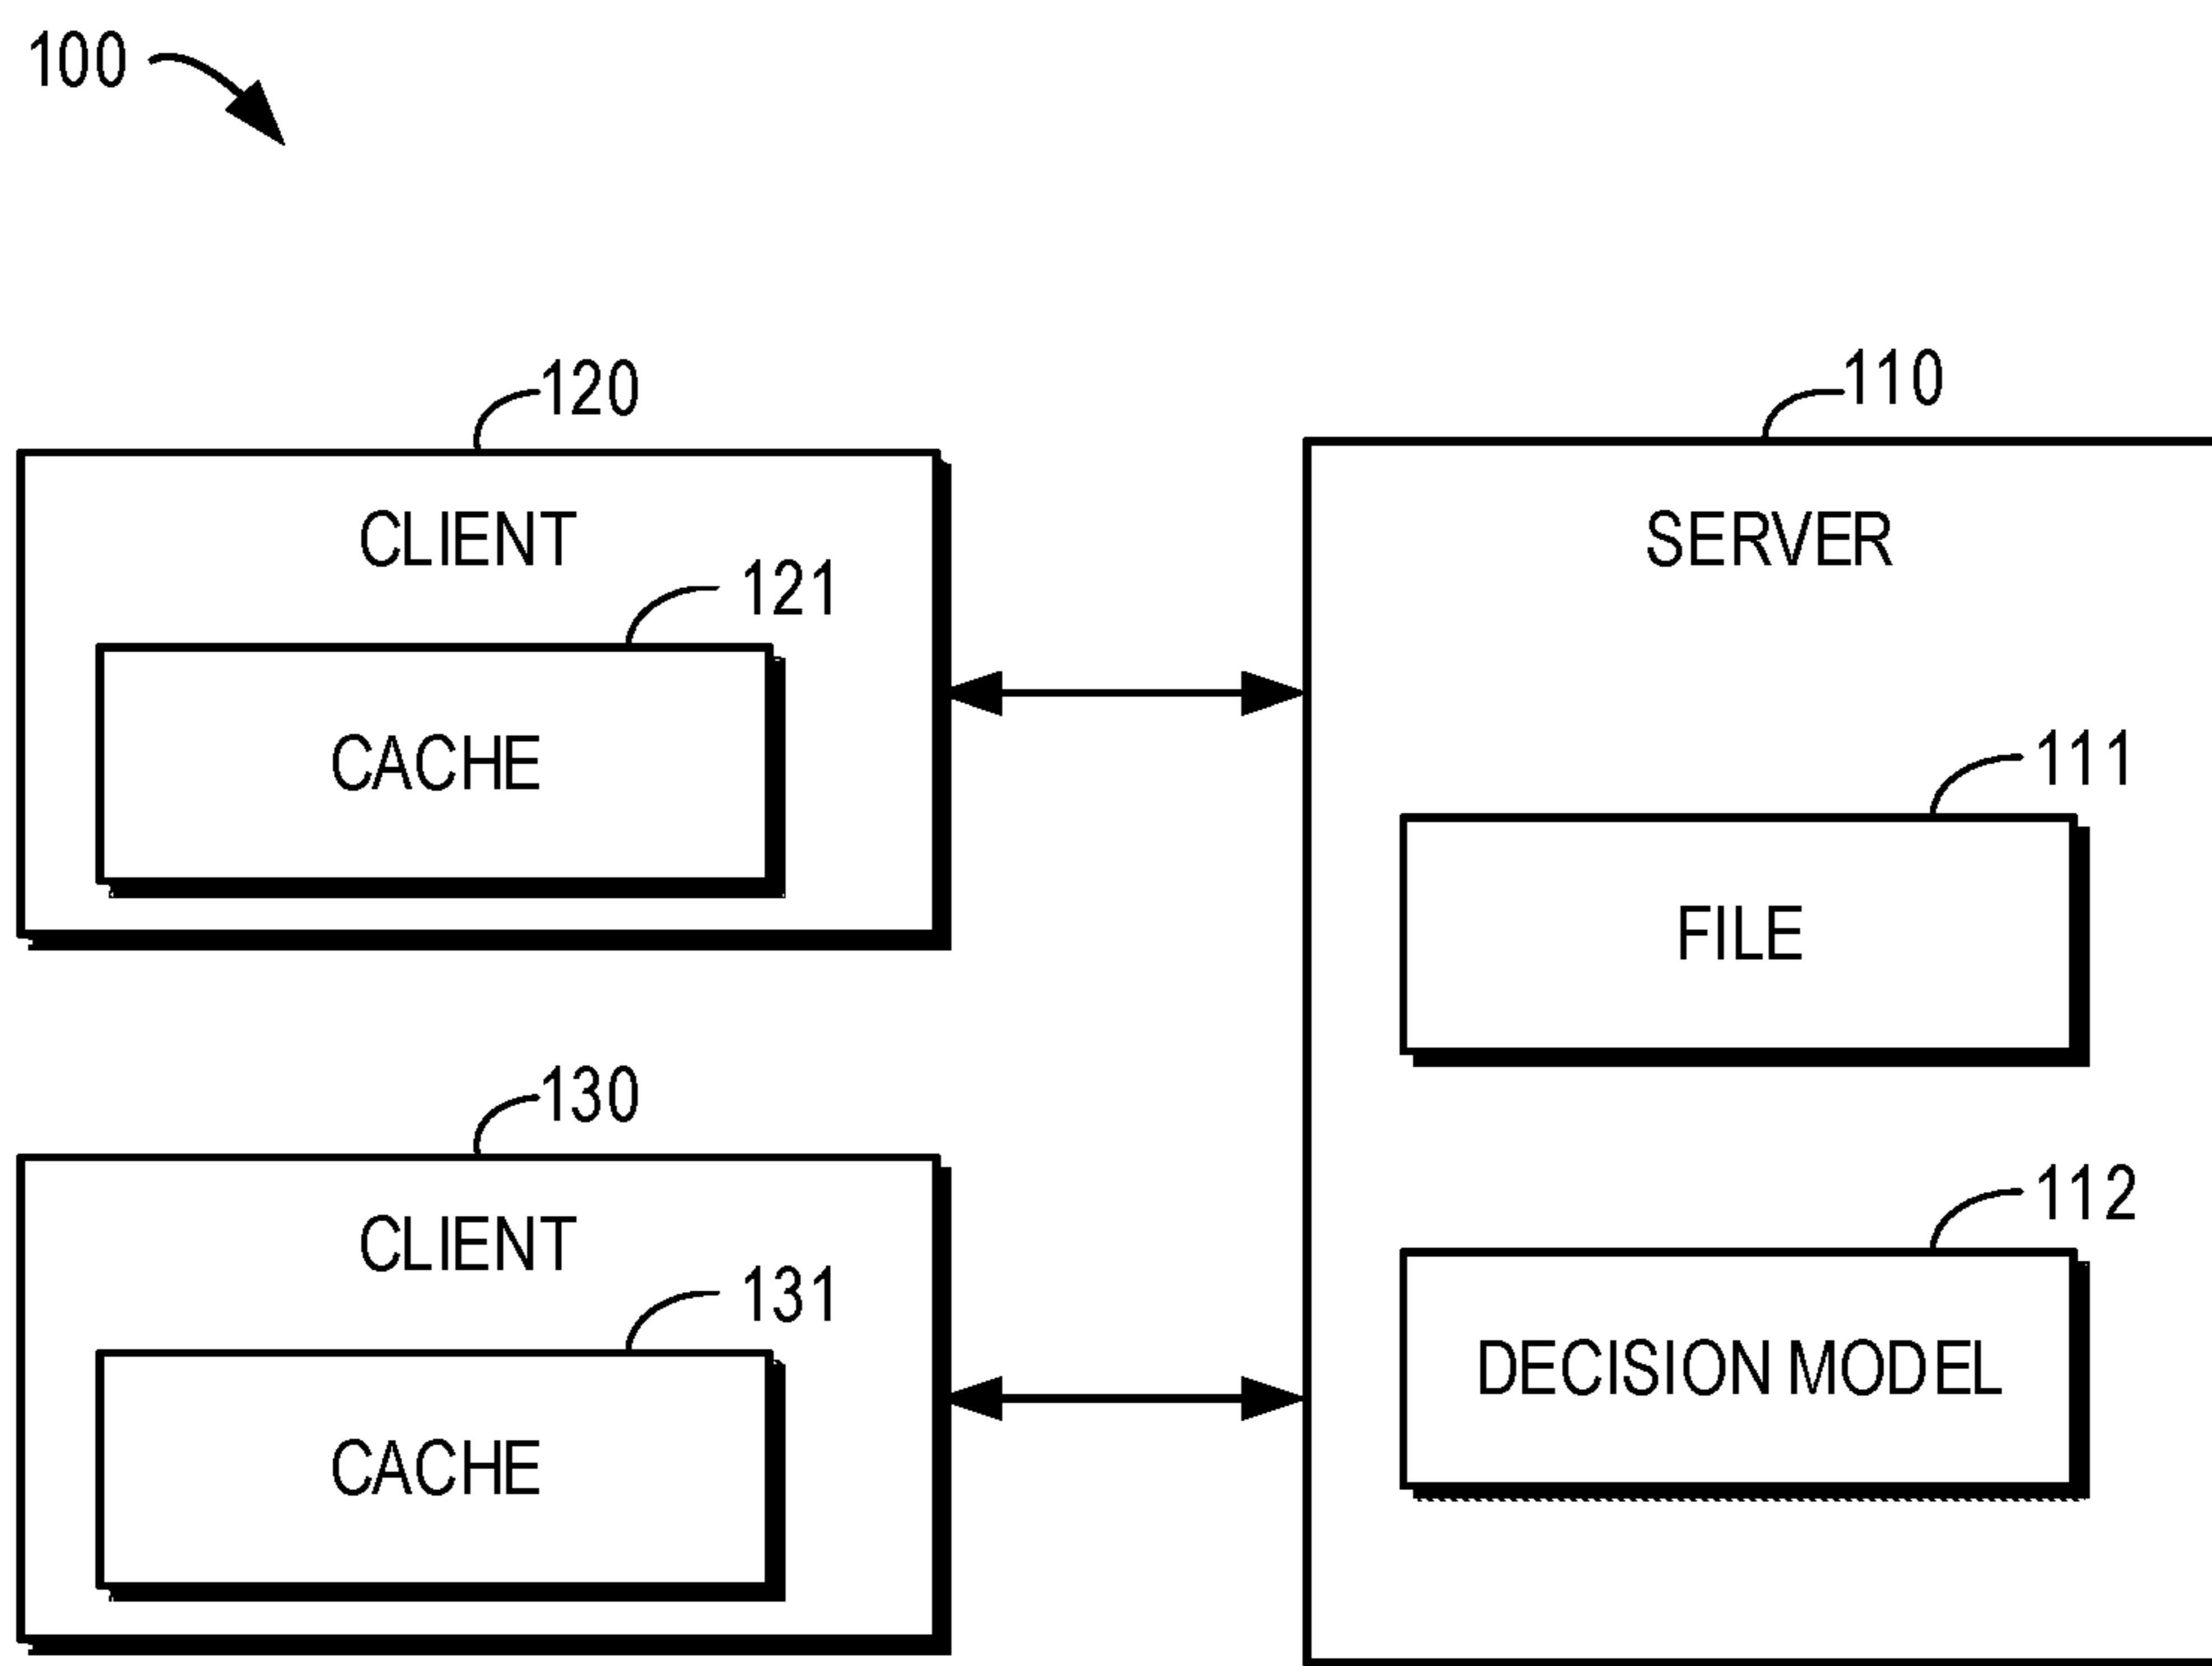 100
120
110
CLIENT
SERVER
121
CACHE
111
FILE
130
112
CLIENT
131
DECISION MODEL
CACHE